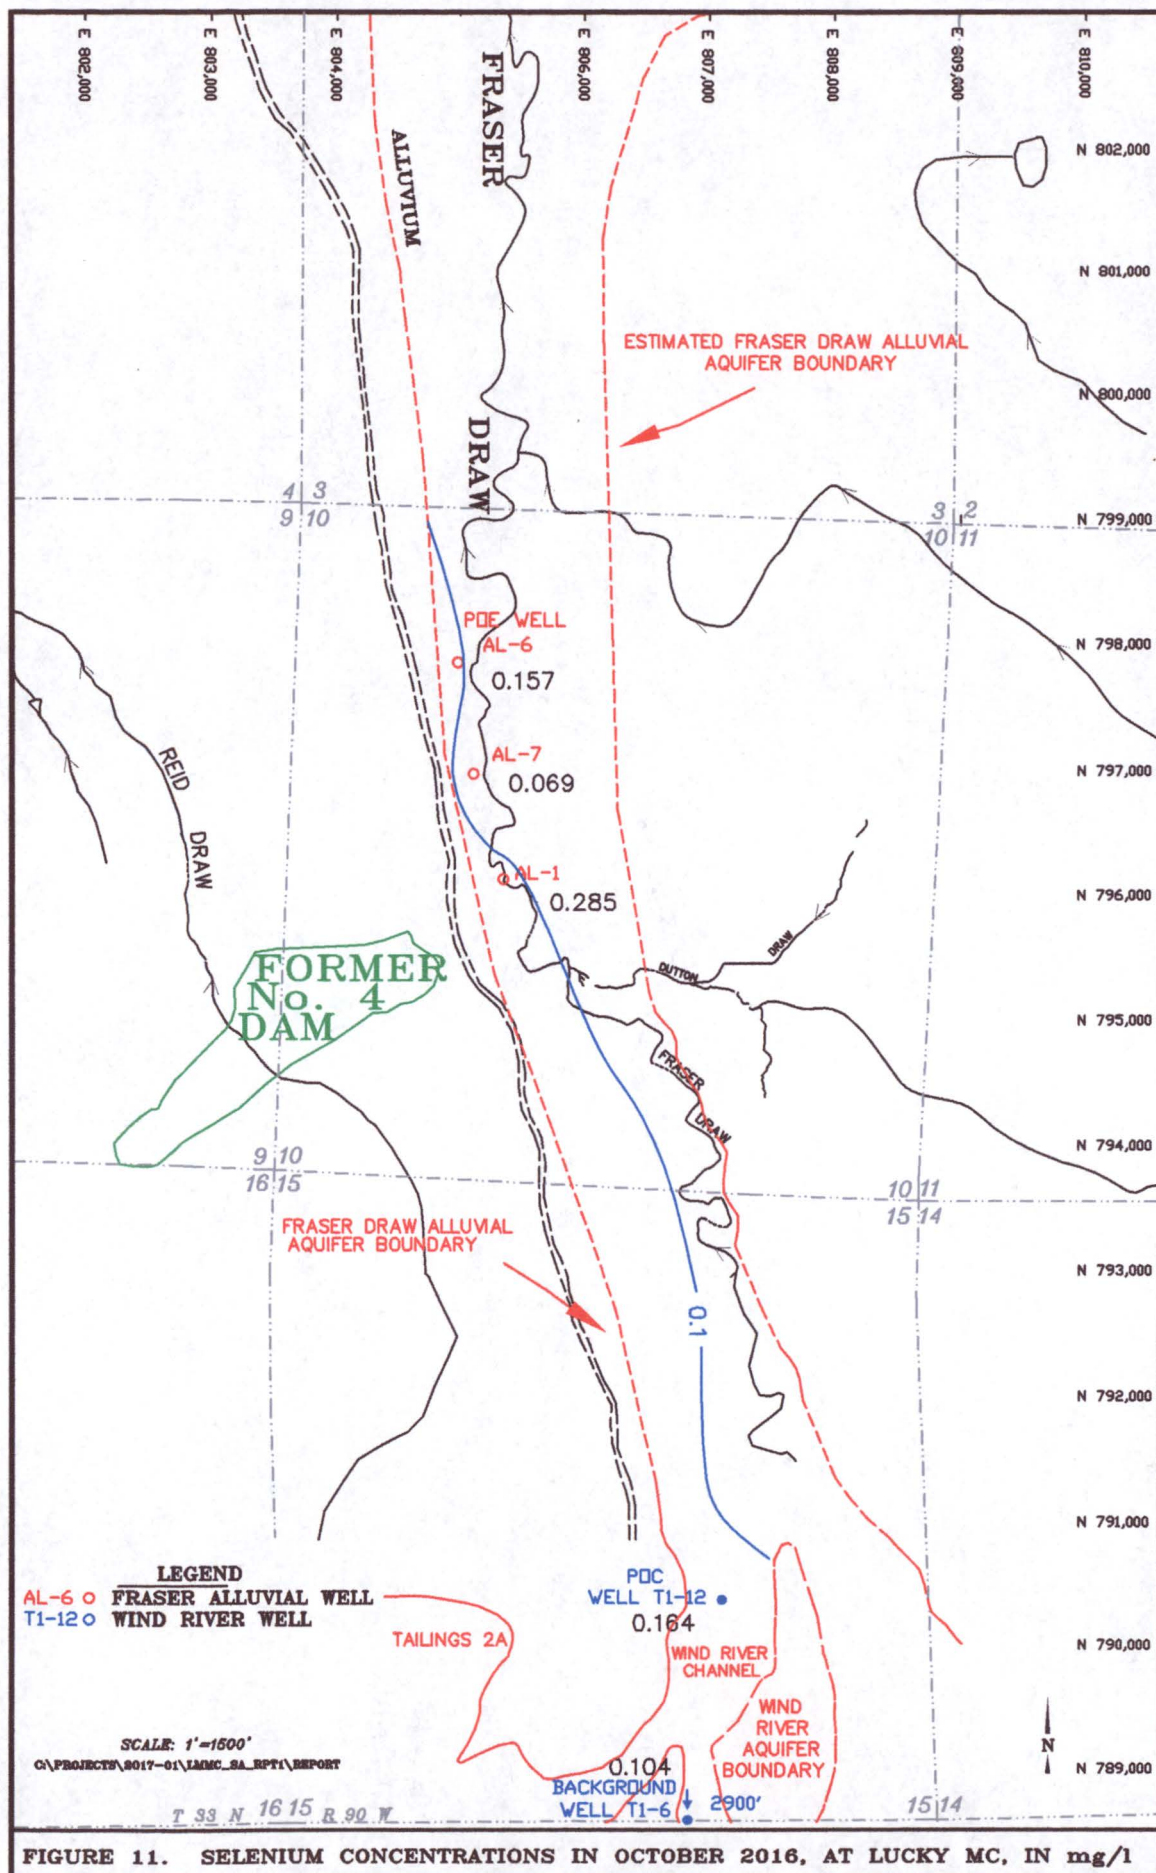 E 802,000
E 803,000
E 804,000
E 806,000
E 807,000
E 808,000
E 809,000
E 810,000
FRASER
ALLUVIUM
N 802,000
N 801,000
ESTIMATED FRASER DRAW ALLUVIAL
AQUIFER BOUNDARY
N 800,000
DRAW
4 3
9 10
3 2
10 11
N 799,000
POE WELL
AL-6
0.157
N 798,000
REID
DRAW
AL-7
0.069
N 797,000
AL-1
0.285
N 796,000
FORMER
No. 4
DAM
DUTTON
DRAW
N 795,000
FRASER
DRAW
N 794,000
9 10
16 15
10 11
15 14
FRASER DRAW ALLUVIAL
AQUIFER BOUNDARY
N 793,000
0.1
N 792,000
N 791,000
LEGEND
AL-6 FRASER ALLUVIAL WELL
T1-12 WIND RIVER WELL
POC
WELL T1-12
0.164
TAILINGS 2A
WIND RIVER
CHANNEL
N 790,000
WIND
RIVER
AQUIFER
BOUNDARY
N
SCALE: 1'=1600'
C:\PROJECTS\2017-01\LMMC_SA_RPT1\REPORT
0.104
BACKGROUND
WELL T1-6
2900'
N 789,000
T 33 N 16 15 R 90 W
15 14
FIGURE 11. SELENIUM CONCENTRATIONS IN OCTOBER 2016, AT LUCKY MC, IN mg/l